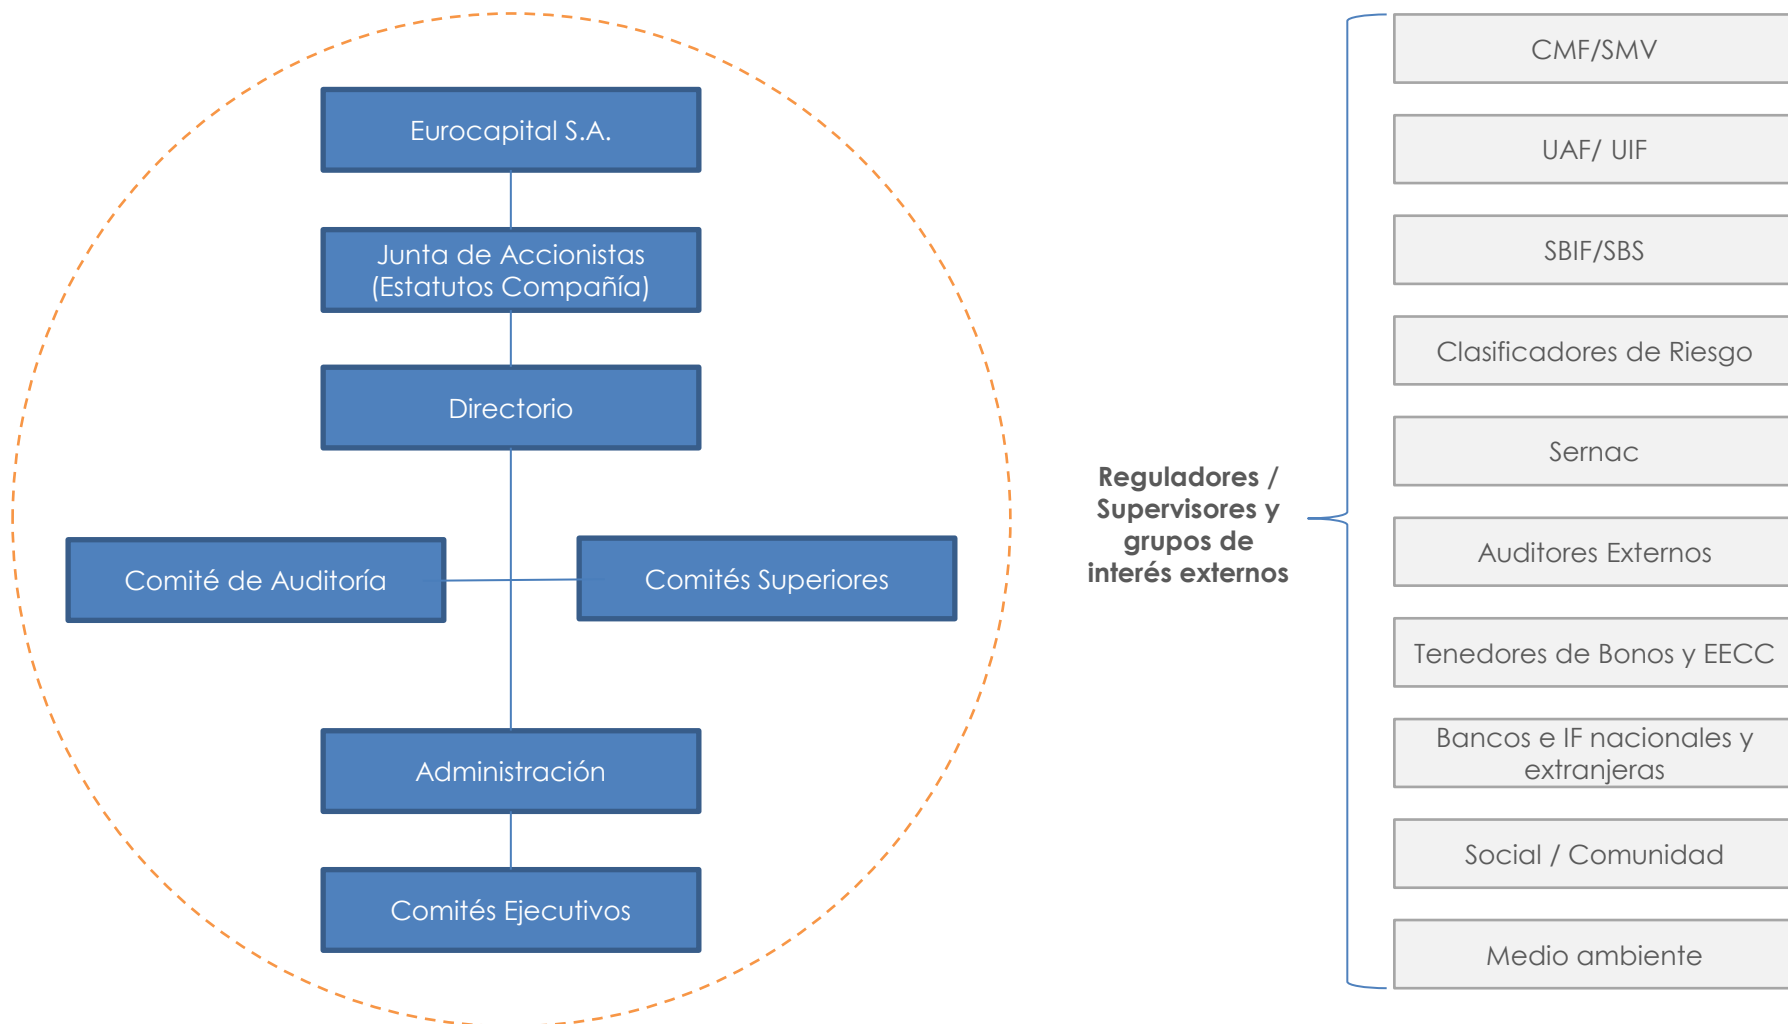 Eurocapital S.A.
Junta de Accionistas
(Estatutos Compañía)
Directorio
Comité de Auditoría
Comités Superiores
Administración
Comités Ejecutivos
Reguladores /
Supervisores y
grupos de
interés externos
CMF/SMV
UAF/ UIF
SBIF/SBS
Clasificadores de Riesgo
Sernac
Auditores Externos
Tenedores de Bonos y EECC
Bancos e IF nacionales y
extranjeras
Social / Comunidad
Medio ambiente